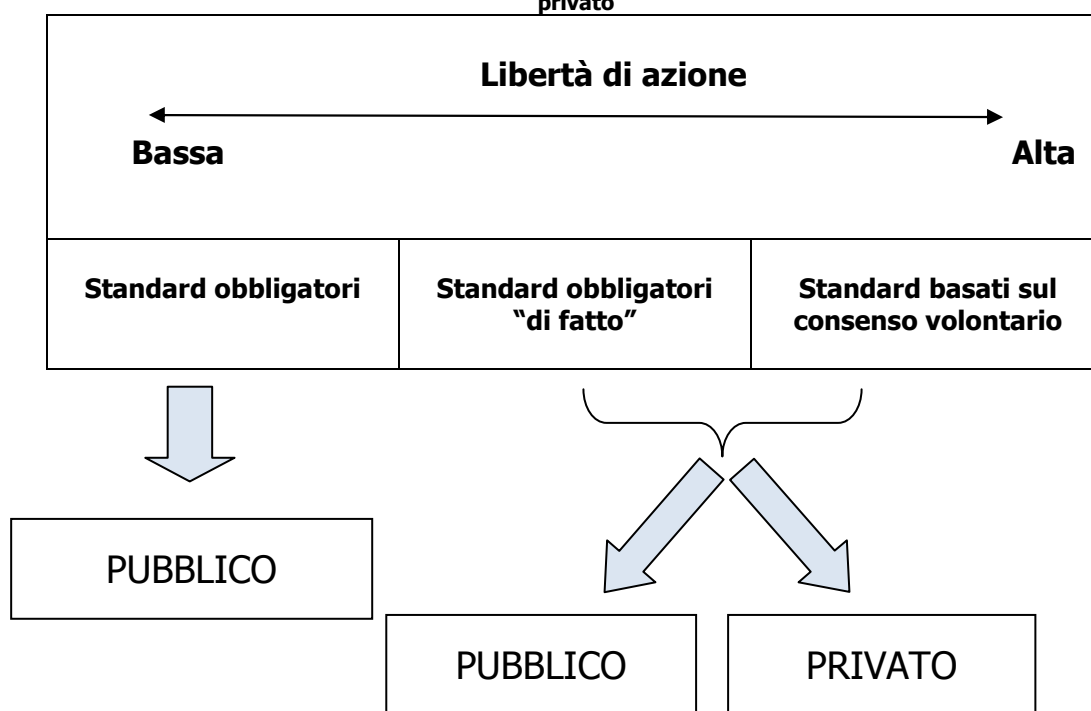 privato
Libertà di azione
Bassa
Alta
Standard obbligatori
Standard obbligatori
“di fatto”
Standard basati sul
consenso volontario
PUBBLICO
PUBBLICO
PRIVATO